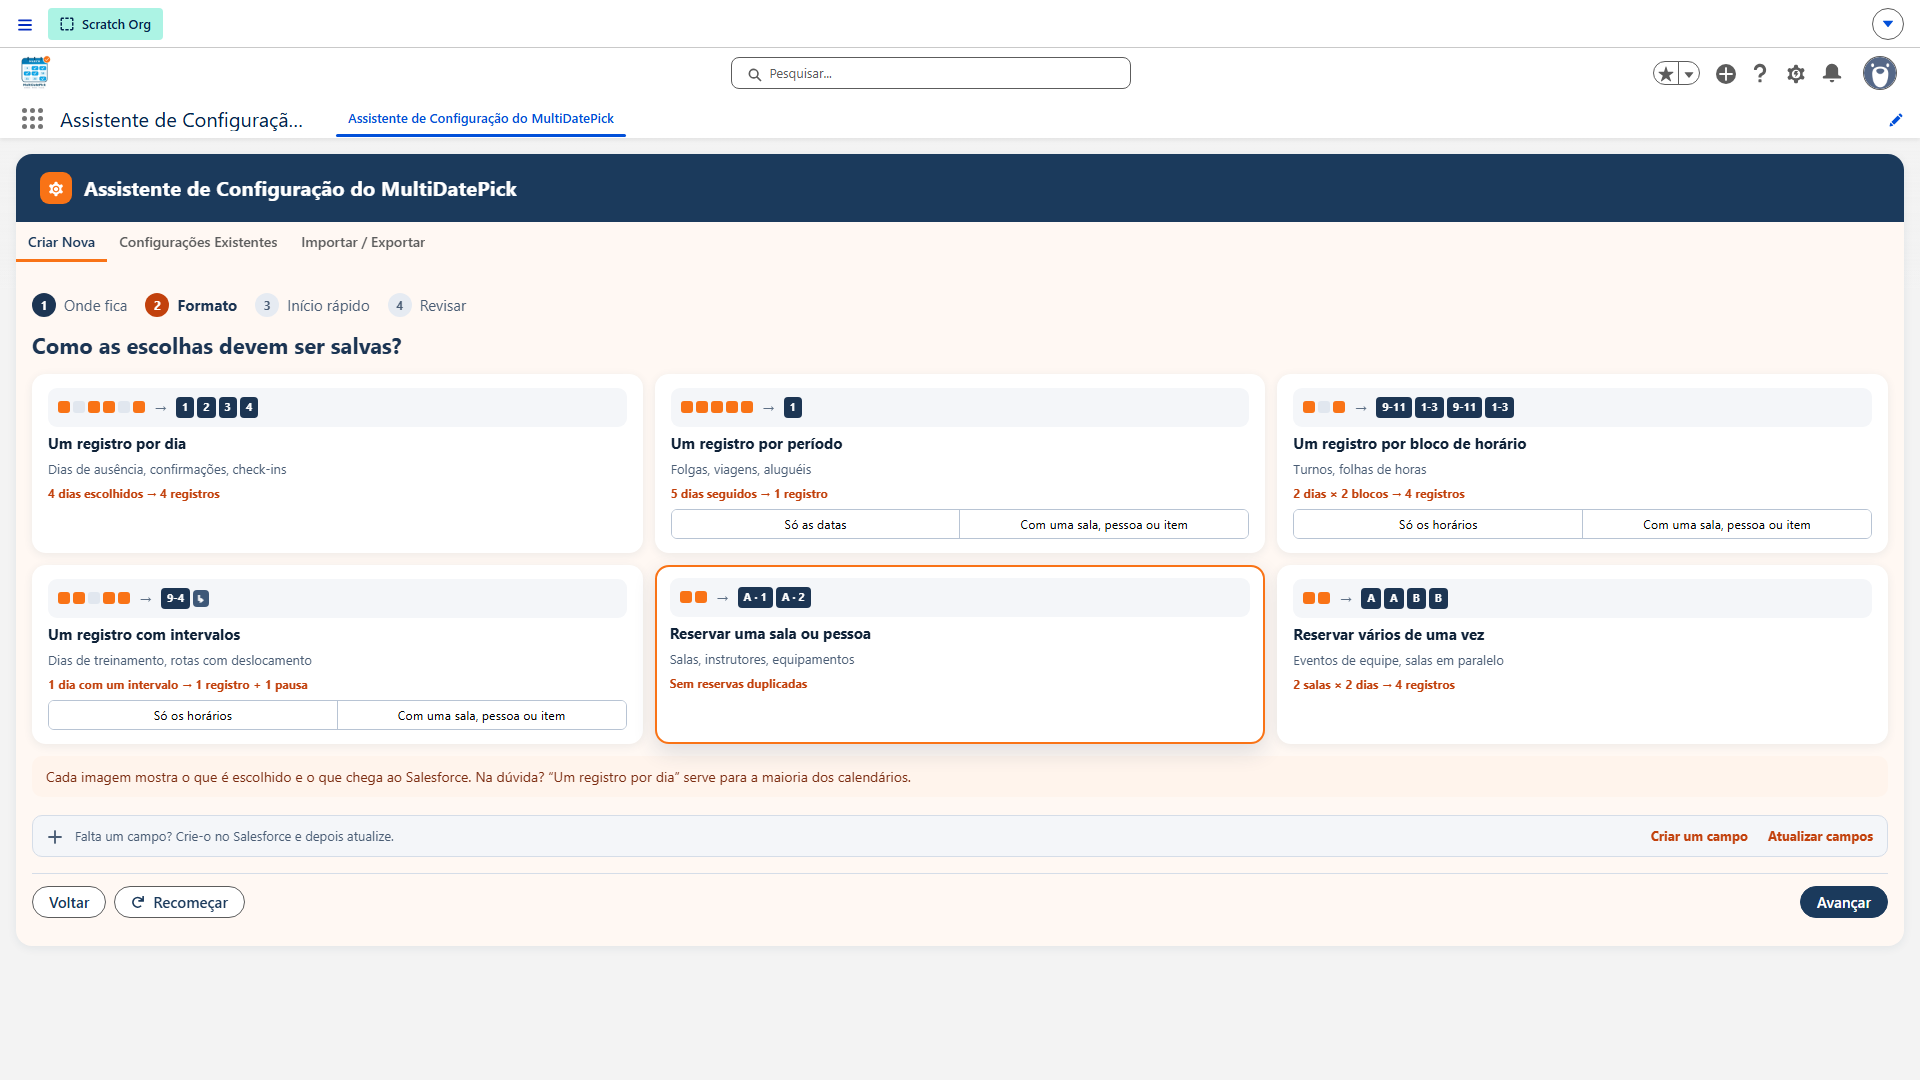 Scratch Org
Pesquisar...
Assistente de Configuraçã...
Assistente de Configuração do MultiDatePick
Assistente de Configuração do MultiDatePick
Criar Nova
Configurações Existentes
Importar / Exportar
1 Onde fica
2 Formato
3 Início rápido
4 Revisar
Como as escolhas devem ser salvas?
→ 1 2 3 4
Um registro por dia
Dias de ausência, confirmações, check-ins
4 dias escolhidos → 4 registros
→ 1
Um registro por período
Folgas, viagens, aluguéis
5 dias seguidos → 1 registro
Só as datas
Com uma sala, pessoa ou item
→ 9-11 1-3 9-11 1-3
Um registro por bloco de horário
Turnos, folhas de horas
2 dias × 2 blocos → 4 registros
Só os horários
Com uma sala, pessoa ou item
→ 9-4
Um registro com intervalos
Dias de treinamento, rotas com deslocamento
1 dia com um intervalo → 1 registro + 1 pausa
Só os horários
Com uma sala, pessoa ou item
→ A·1 A·2
Reservar uma sala ou pessoa
Salas, instrutores, equipamentos
Sem reservas duplicadas
→ A A B B
Reservar vários de uma vez
Eventos de equipe, salas em paralelo
2 salas × 2 dias → 4 registros
Cada imagem mostra o que é escolhido e o que chega ao Salesforce. Na dúvida? “Um registro por dia” serve para a maioria dos calendários.
Falta um campo? Crie-o no Salesforce e depois atualize.
Criar um campo
Atualizar campos
Voltar
Recomeçar
Avançar